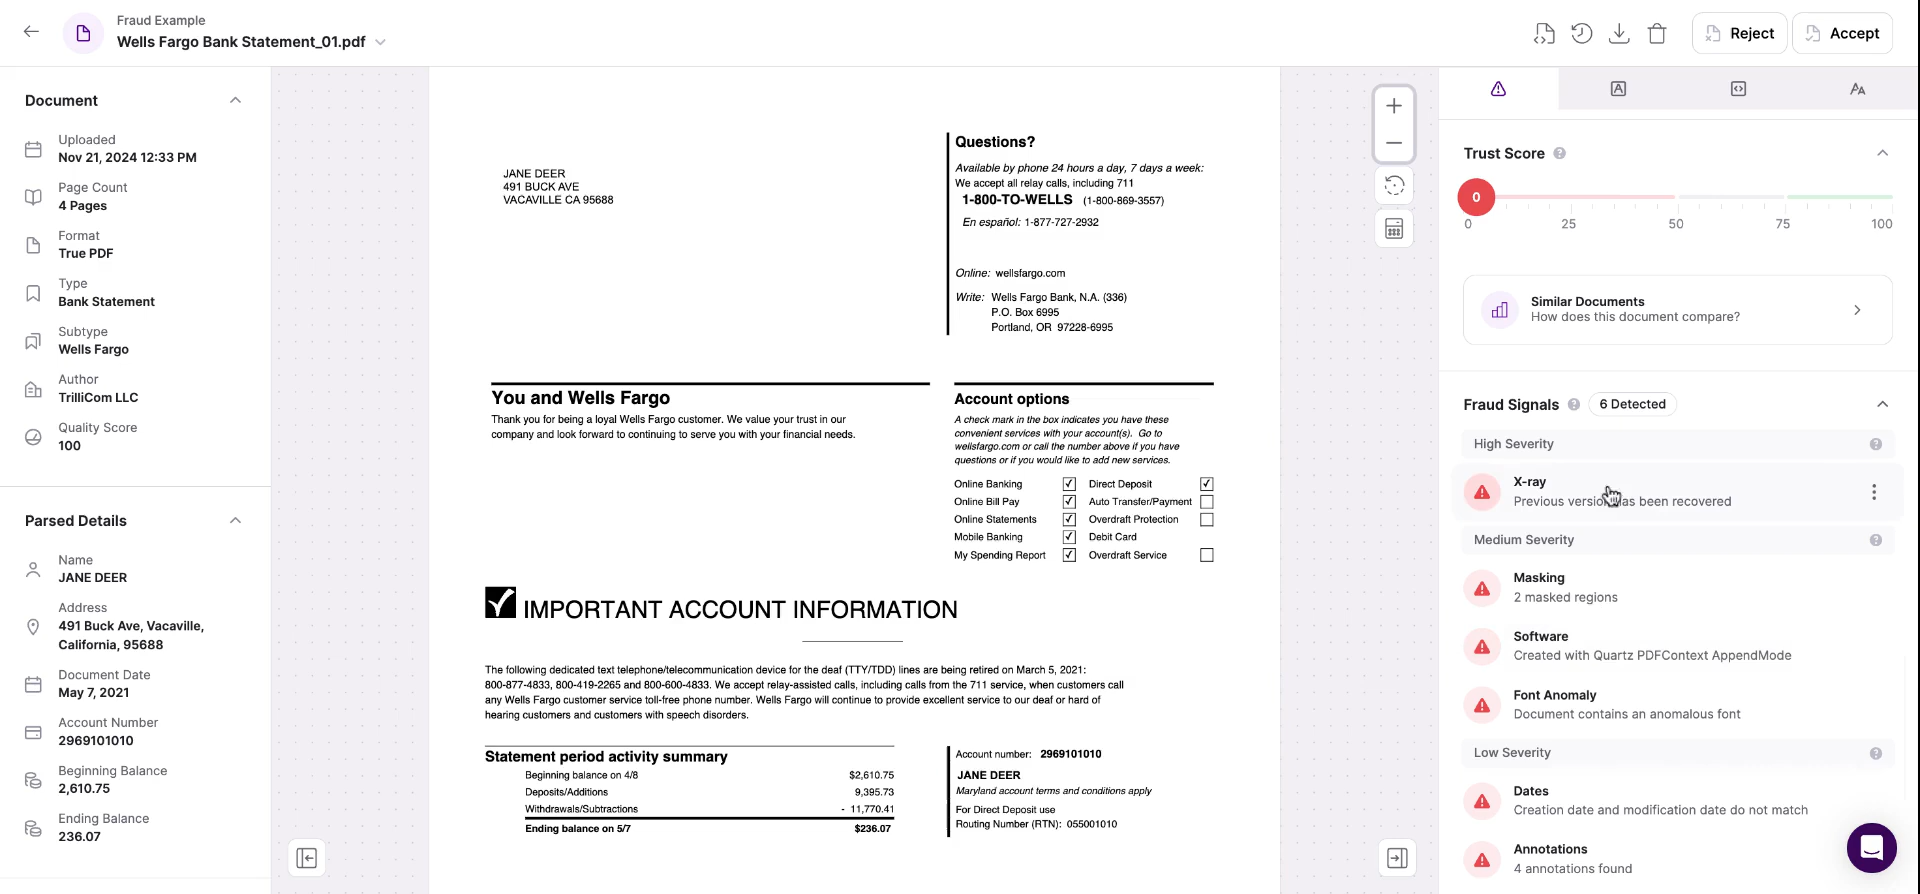 Fraud Example
Wells Fargo Bank Statement_01.pdf
Reject
Accept
Document
Uploaded
Nov 21, 2024 12:33 PM
Page Count
4 Pages
Format
True PDF
Type
Bank Statement
Subtype
Wells Fargo
Author
TrilliCom LLC
Quality Score
100
Parsed Details
Name
JANE DEER
Address
491 Buck Ave, Vacaville,
California, 95688
Document Date
May 7, 2021
Account Number
2969101010
Beginning Balance
2,610.75
Ending Balance
236.07
JANE DEER
491 BUCK AVE
VACAVILLE CA 95688
Questions?
Available by phone 24 hours a day, 7 days a week:
We accept all relay calls, including 711
1-800-TO-WELLS (1-800-869-3557)
En español: 1-877-727-2932
Online: wellsfargo.com
Write: Wells Fargo Bank, N.A. (336)
P.O. Box 6995
Portland, OR 97228-6995
You and Wells Fargo
Thank you for being a loyal Wells Fargo customer. We value your trust in our
company and look forward to continuing to serve you with your financial needs.
Account options
A check mark in the box indicates you have these
convenient services with your account(s). Go to
wellsfargo.com or call the number above if you have
questions or if you would like to add new services.
Online Banking ✓ Direct Deposit ✓
Online Bill Pay ✓ Auto Transfer/Payment
Online Statements ✓ Overdraft Protection
Mobile Banking ✓ Debit Card
My Spending Report ✓ Overdraft Service
IMPORTANT ACCOUNT INFORMATION
The following dedicated text telephone/telecommunication device for the deaf (TTY/TDD) lines are being retired on March 5, 2021:
800-877-4833, 800-419-2265 and 800-600-4833. We accept relay-assisted calls, including calls from the 711 service, when customers call
any Wells Fargo customer service toll-free phone number. Wells Fargo will continue to provide excellent service to our deaf or hard of
hearing customers and customers with speech disorders.
Statement period activity summary
Beginning balance on 4/8 $2,610.75
Deposits/Additions 9,395.73
Withdrawals/Subtractions - 11,770.41
Ending balance on 5/7 $236.07
Account number: 2969101010
JANE DEER
Maryland account terms and conditions apply
For Direct Deposit use
Routing Number (RTN): 055001010
Trust Score
0
0 25 50 75 100
Similar Documents
How does this document compare?
Fraud Signals 6 Detected
High Severity
X-ray
Previous version has been recovered
Medium Severity
Masking
2 masked regions
Software
Created with Quartz PDFContext AppendMode
Font Anomaly
Document contains an anomalous font
Low Severity
Dates
Creation date and modification date do not match
Annotations
4 annotations found